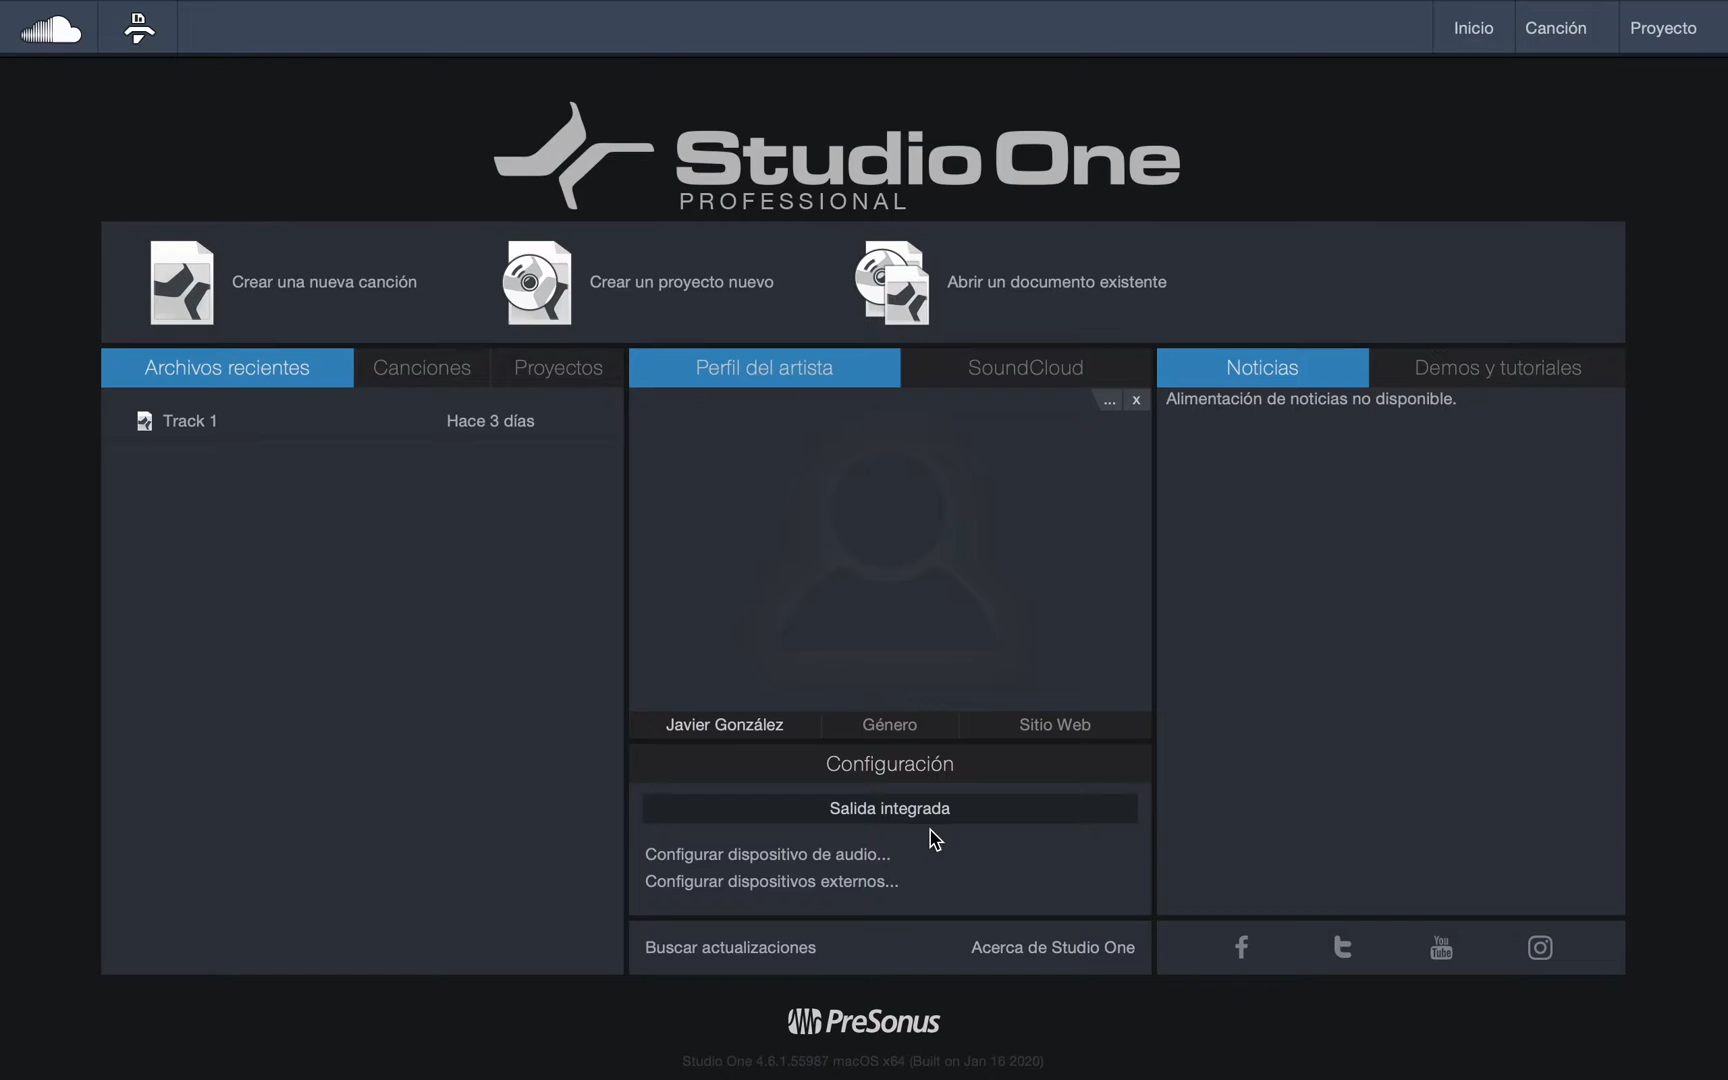 Inicio
Canción
Proyecto
Studio One
PROFESSIONAL
Crear una nueva canción
Crear un proyecto nuevo
Abrir un documento existente
Archivos recientes
Canciones
Proyectos
Perfil del artista
SoundCloud
Noticias
Demos y tutoriales
Track 1
Hace 3 días
...
x
Alimentación de noticias no disponible.
Javier González
Género
Sitio Web
Configuración
Salida integrada
Configurar dispositivo de audio...
Configurar dispositivos externos...
Buscar actualizaciones
Acerca de Studio One
You
Tube
PreSonus
Studio One 4.6.1.55987 macOS x64 (Built on Jan 16 2020)